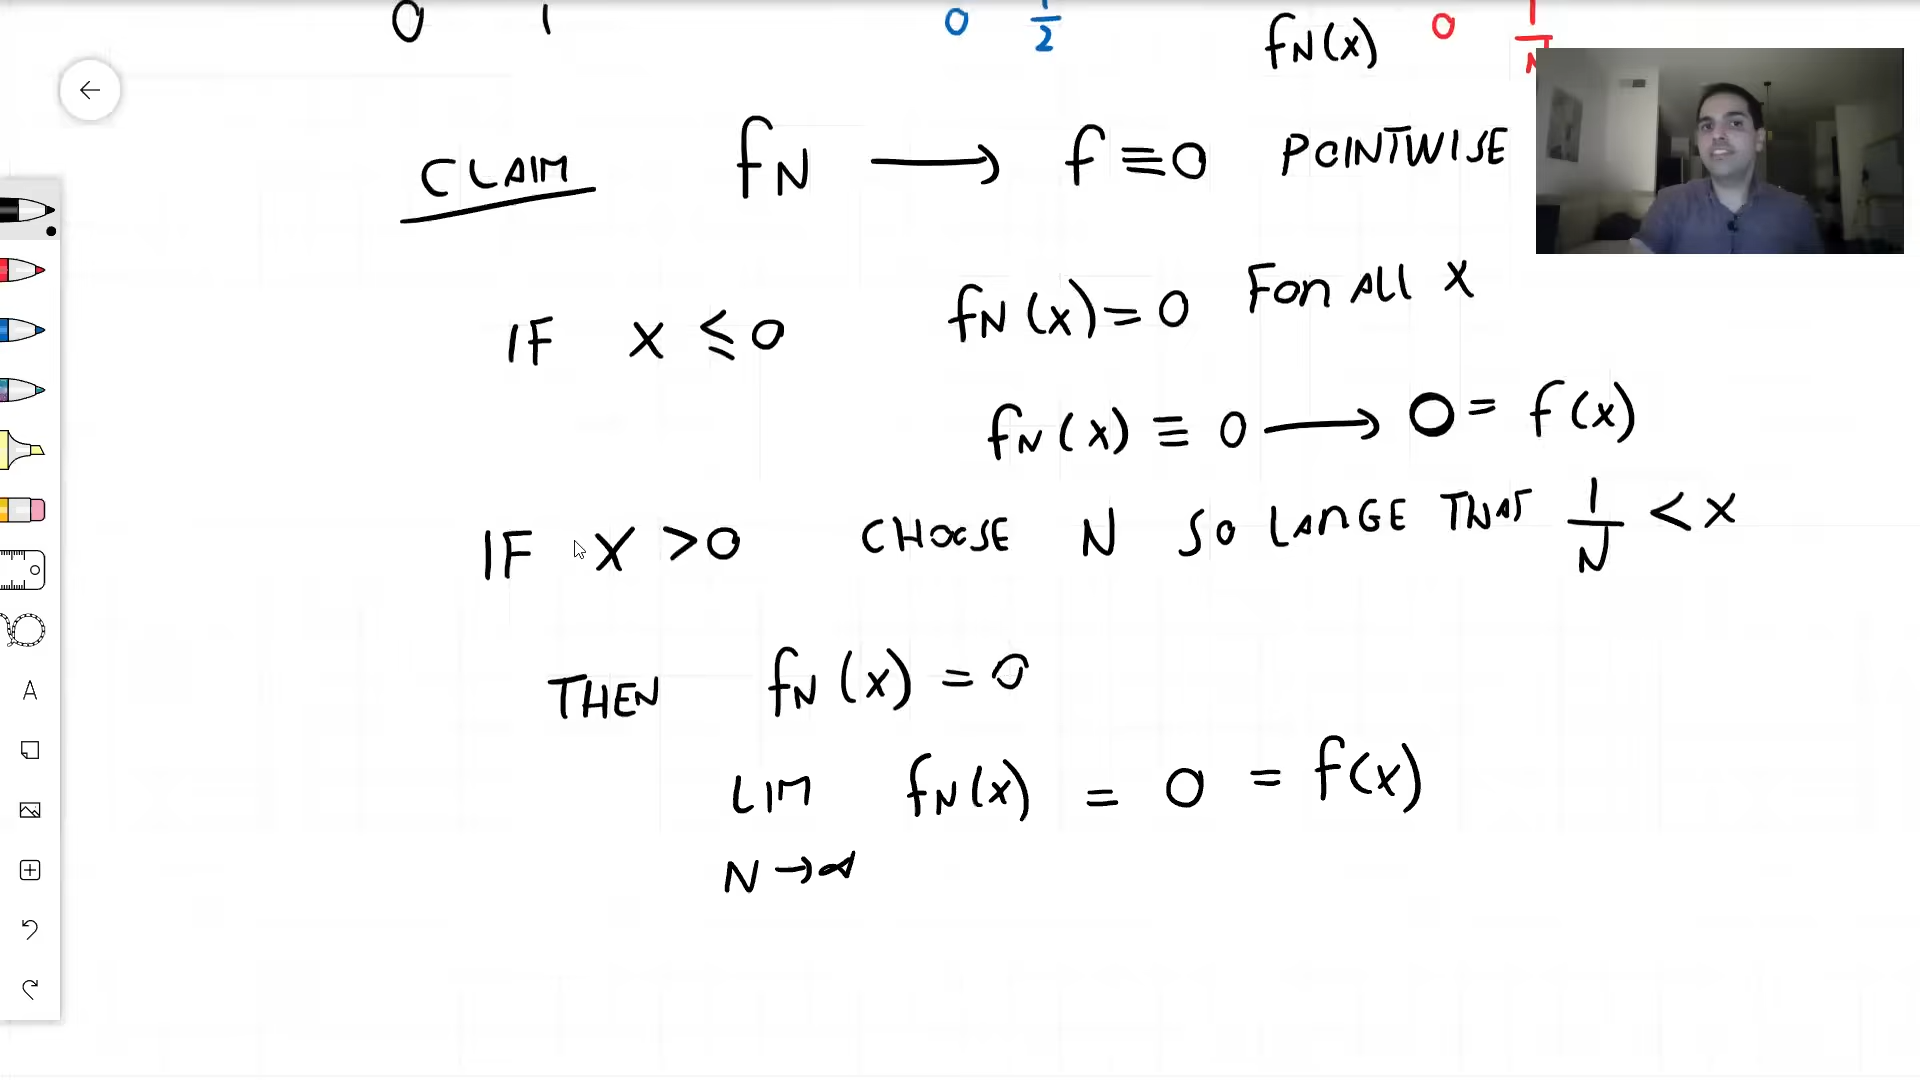 0 1 0 1/2 fN(x) 0 1/N
CLAIM fN ⟶ f ≡ 0 POINTWISE
IF x ≤ 0 fN(x) = 0 FOR ALL x
fN(x) ≡ 0 ⟶ 0 = f(x)
IF x > 0 CHOOSE N SO LARGE THAT 1/N < x
THEN fN(x) = 0
LIM fN(x) = 0 = f(x)
N → ∞
A